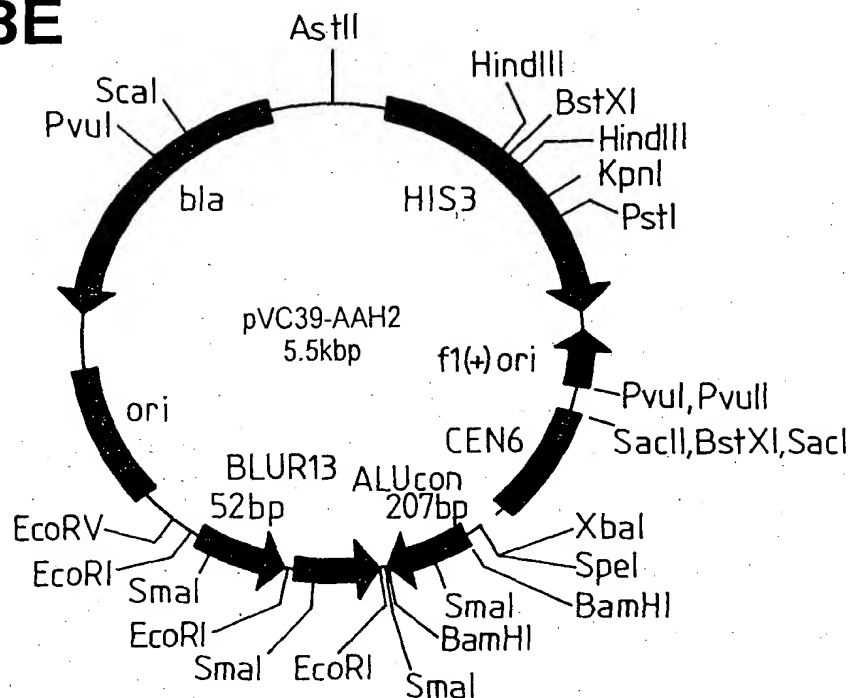 3E
AstII
HindIII
ScaI
BstXI
PvuI
HindIII
KpnI
bla
HIS3
PstI
pVC39-AAH2
5.5kbp
f1(+) ori
ori
PvuI, PvuII
CEN6
SacII, BstXI, SacI
BLUR13
ALUcon
52bp
207bp
EcoRV
XbaI
EcoRI
SpeI
SmaI
SmaI
BamHI
EcoRI
BamHI
SmaI
EcoRI
SmaI